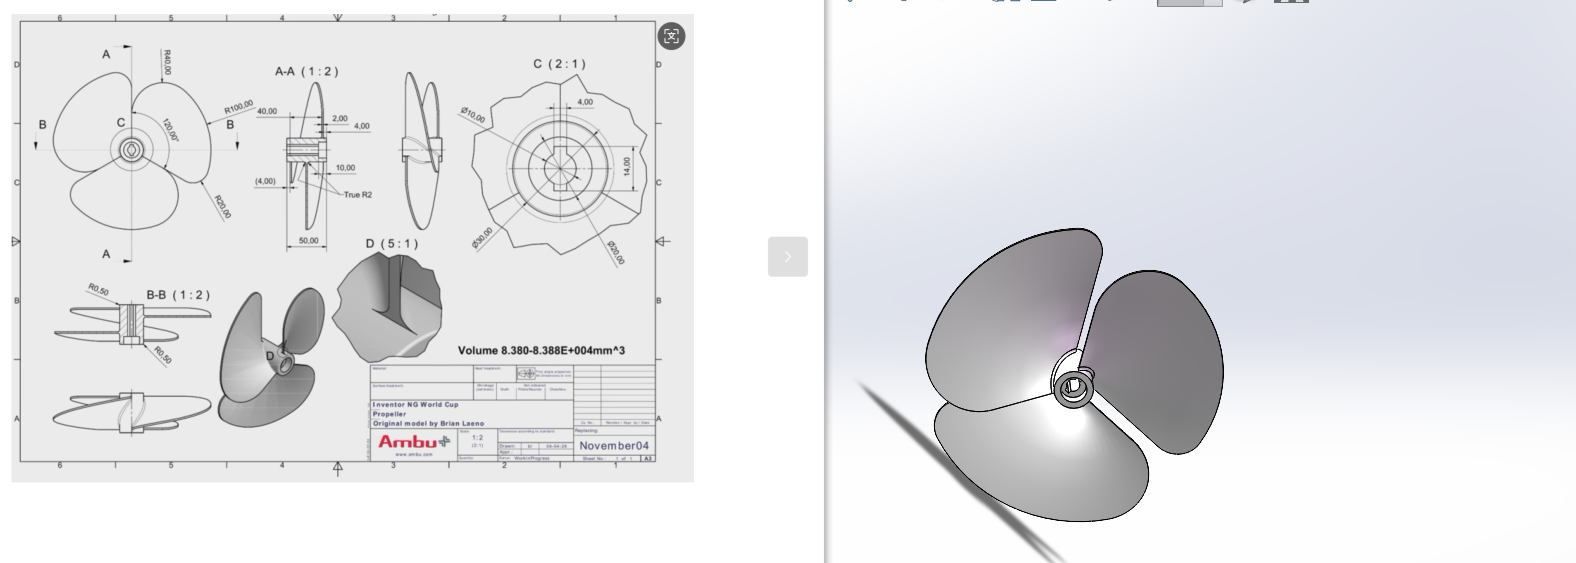 6 5 4 3 2 1
D
C
B
A
A
A-A ( 1 : 2 )
C ( 2 : 1 )
R40,00
R100,00
B
C
B
120,00°
R20,00
A
40,00
2,00
4,00
10,00
(4,00)
True R2
50,00
Ø10,00
4,00
14,00
Ø30,00
Ø20,00
D ( 5 : 1 )
R0,50
B-B ( 1 : 2 )
R0,50
D
Volume 8.380-8.388E+004mm^3
Inventor NG World Cup
Propeller
Original model by Brian Laeno
Ambu
www.ambu.com
1:2
(2:1)
November04
Sheet No.: 1 of 1 A3
D
C
B
A
6 5 4 3 2 1